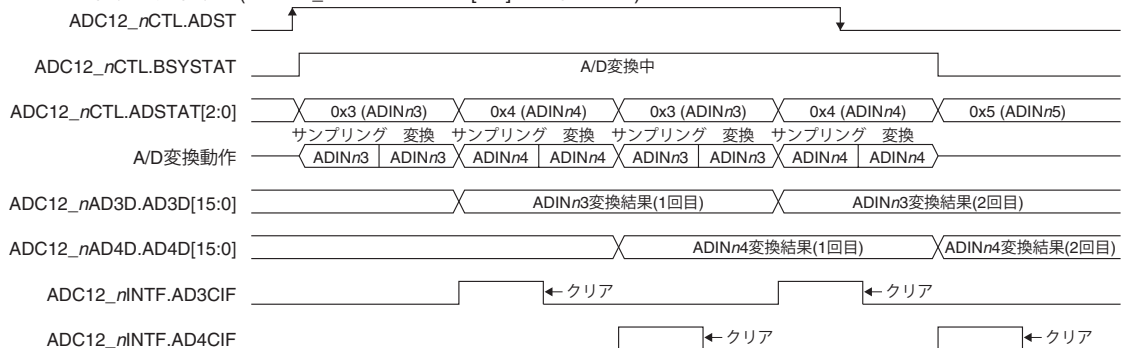 ADC12_nCTL.ADST
ADC12_nCTL.BSYSTAT A/D変換中
ADC12_nCTL.ADSTAT[2:0] 0x3 (ADINn3) 0x4 (ADINn4) 0x3 (ADINn3) 0x4 (ADINn4) 0x5 (ADINn5)
サンプリング 変換 サンプリング 変換 サンプリング 変換 サンプリング 変換
A/D変換動作 ADINn3 ADINn3 ADINn4 ADINn4 ADINn3 ADINn3 ADINn4 ADINn4
ADC12_nAD3D.AD3D[15:0] ADINn3変換結果(1回目) ADINn3変換結果(2回目)
ADC12_nAD4D.AD4D[15:0] ADINn4変換結果(1回目) ADINn4変換結果(2回目)
ADC12_nINTF.AD3CIF クリア クリア
ADC12_nINTF.AD4CIF クリア クリア